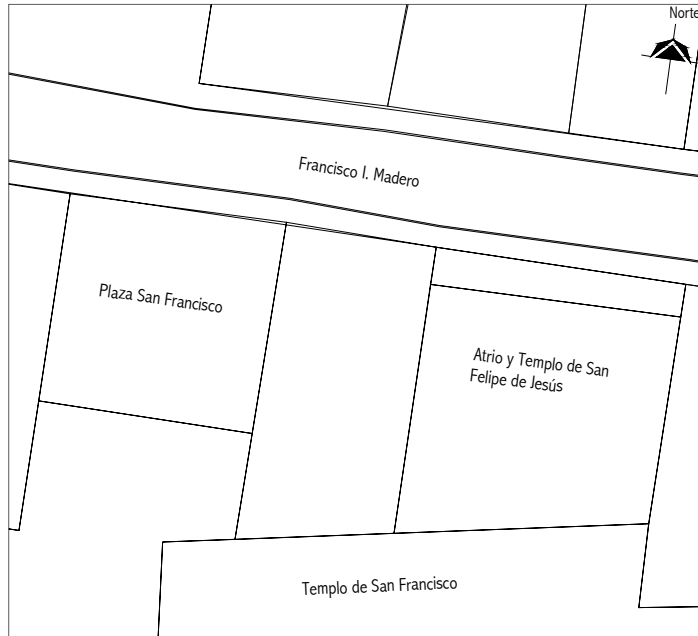 Norte
Francisco I. Madero
Plaza San Francisco
Atrio y Templo de San
Felipe de Jesús
Templo de San Francisco